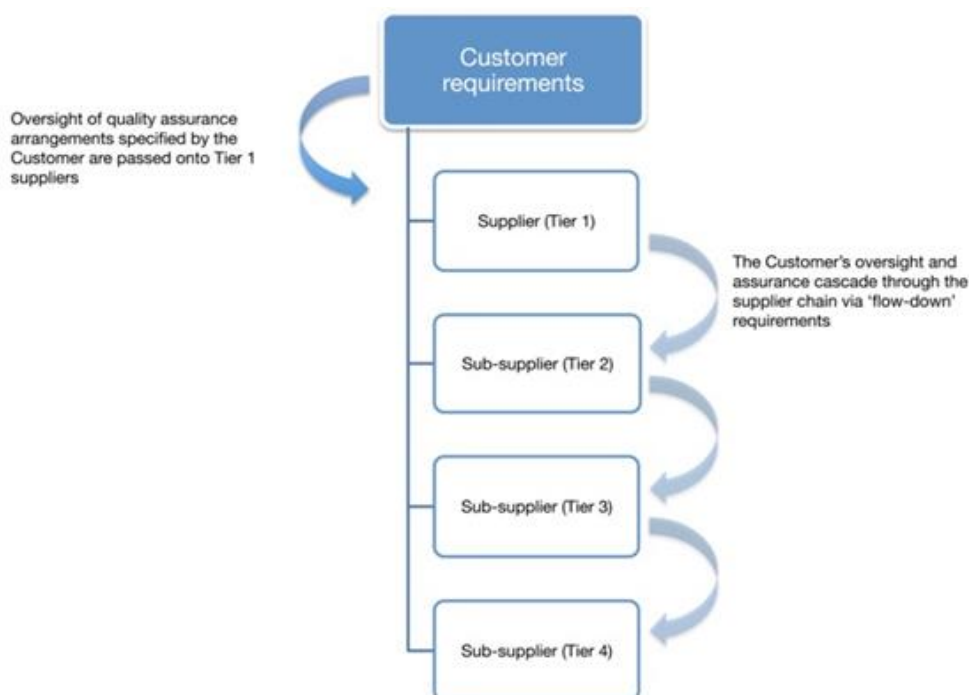 Customer
requirements
Oversight of quality assurance
arrangements specified by the
Customer are passed onto Tier 1
suppliers
Supplier (Tier 1)
The Customer’s oversight and
assurance cascade through the
supplier chain via ‘flow-down’
requirements
Sub-supplier (Tier 2)
Sub-supplier (Tier 3)
Sub-supplier (Tier 4)